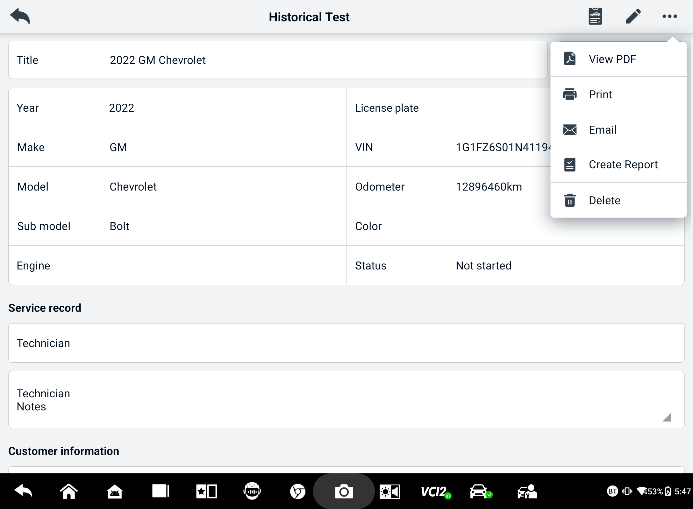 Historical Test
Title 2022 GM Chevrolet
View PDF
Print
Email
Create Report
Delete
Year 2022 License plate
Make GM VIN 1G1FZ6S01N41194
Model Chevrolet Odometer 12896460km
Sub model Bolt Color
Engine Status Not started
Service record
Technician
Technician
Notes
Customer information
VCI2 BT 53% 5:47